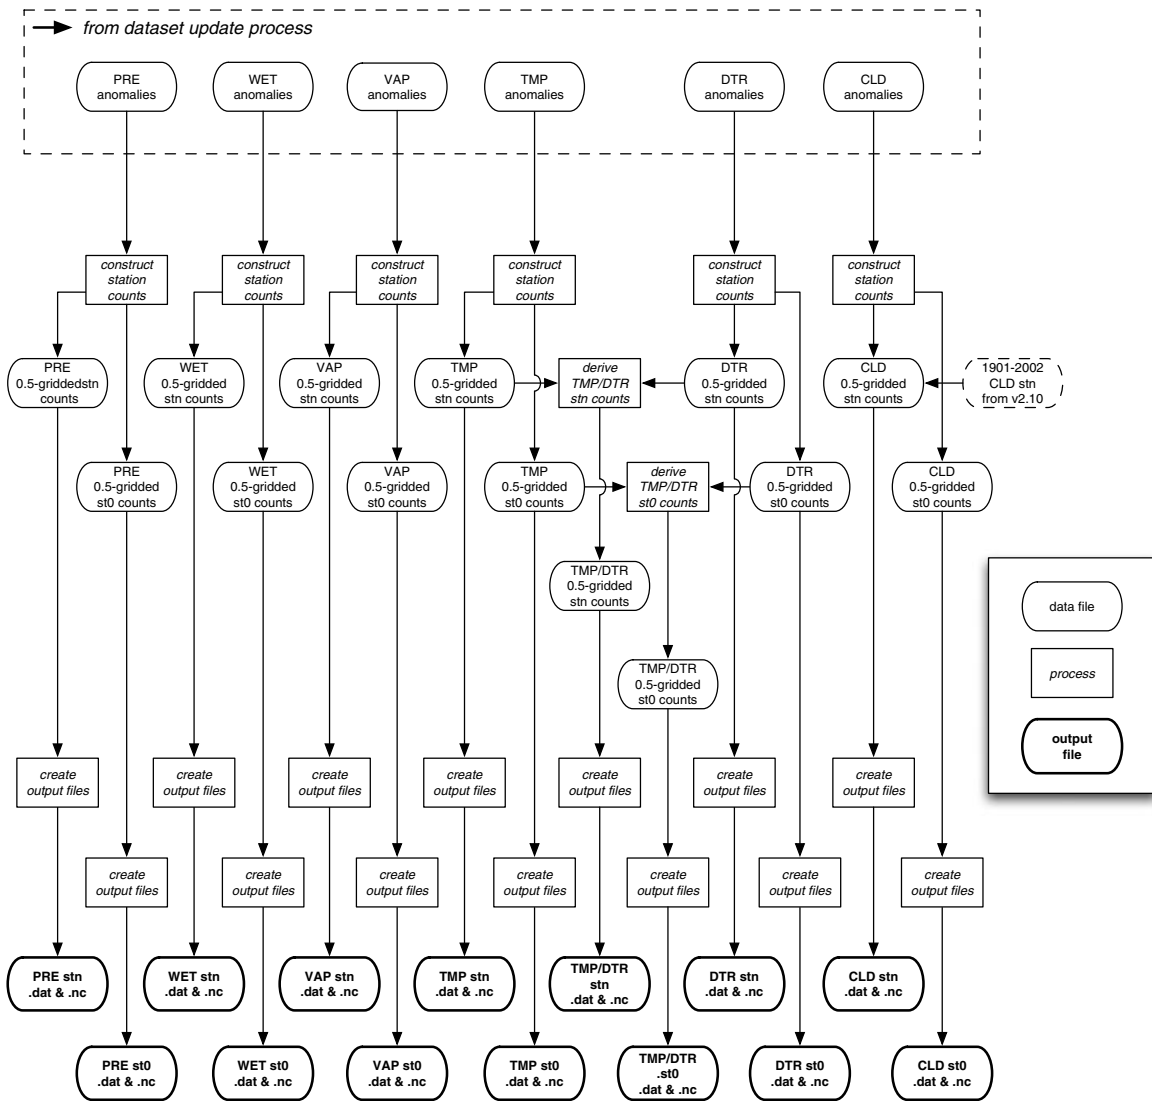 from dataset update process
PRE
anomalies
WET
anomalies
VAP
anomalies
TMP
anomalies
DTR
anomalies
CLD
anomalies
construct
station
counts
construct
station
counts
construct
station
counts
construct
station
counts
construct
station
counts
construct
station
counts
PRE
0.5-griddedstn
counts
WET
0.5-gridded
stn counts
VAP
0.5-gridded
stn counts
TMP
0.5-gridded
stn counts
derive
TMP/DTR
stn counts
DTR
0.5-gridded
stn counts
CLD
0.5-gridded
stn counts
1901-2002
CLD stn
from v2.10
PRE
0.5-gridded
st0 counts
WET
0.5-gridded
st0 counts
VAP
0.5-gridded
st0 counts
TMP
0.5-gridded
st0 counts
derive
TMP/DTR
st0 counts
DTR
0.5-gridded
st0 counts
CLD
0.5-gridded
st0 counts
TMP/DTR
0.5-gridded
stn counts
TMP/DTR
0.5-gridded
st0 counts
data file
process
output
file
create
output files
create
output files
create
output files
create
output files
create
output files
create
output files
create
output files
create
output files
create
output files
create
output files
create
output files
create
output files
create
output files
create
output files
PRE stn
.dat & .nc
WET stn
.dat & .nc
VAP stn
.dat & .nc
TMP stn
.dat & .nc
TMP/DTR
stn
.dat & .nc
DTR stn
.dat & .nc
CLD stn
.dat & .nc
PRE st0
.dat & .nc
WET st0
.dat & .nc
VAP st0
.dat & .nc
TMP st0
.dat & .nc
TMP/DTR
.st0
.dat & .nc
DTR st0
.dat & .nc
CLD st0
.dat & .nc